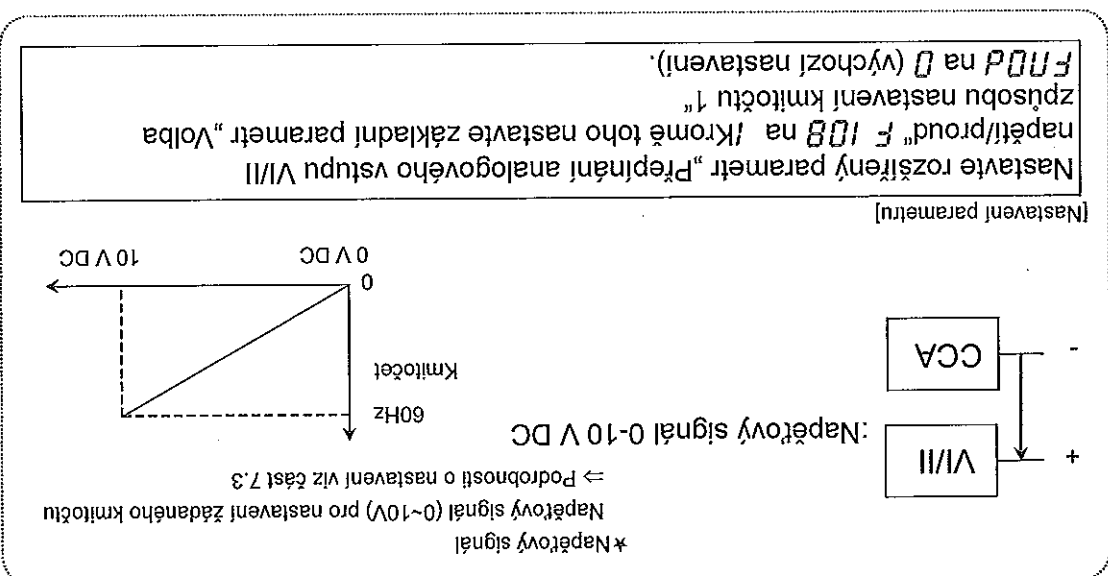 ★Napěťový signál
Napěťový signál (0~10V) pro nastavení žádáného kmitočtu
⇒ Podrobnosti o nastavení viz část 7.3
+
VI/II
:Napěťový signál 0-10 V DC
-
CCA
60Hz
Kmitočet
0
0 V DC
10 V DC
[Nastavení parametru]
Nastavte rozšířený parametr „Přepínání analogového vstupu VI/II
napětí/proud“ F 108 na 1Kromě toho nastavte základní parametr „Volba
způsobu nastavení kmitočtu 1“
FNOd na 0 (výchozí nastavení).